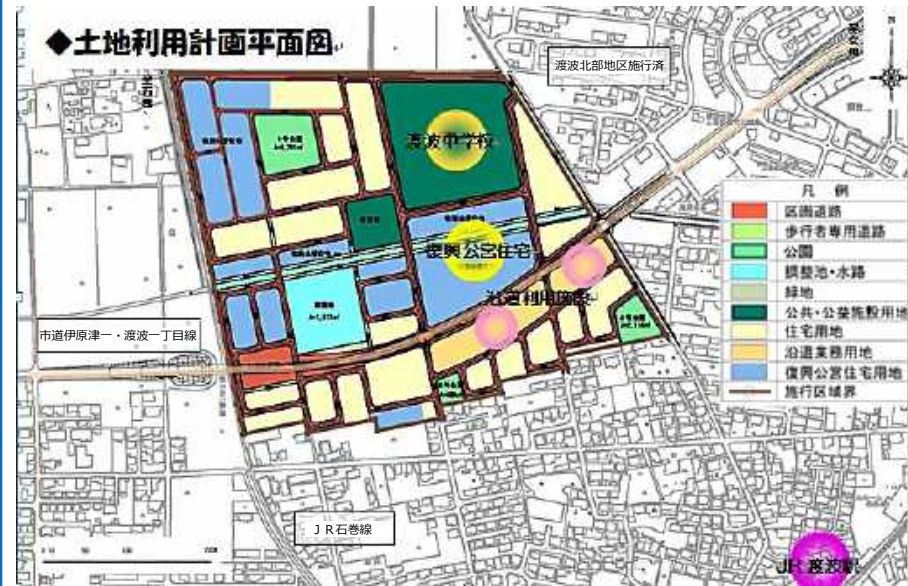 ◆土地利用計画平面図
渡波北部地区施行済
渡波中学校
復興公営住宅
沿道利用施設
凡 例
区画道路
歩行者専用道路
公園
調整池・水路
緑地
公共・公益施設用地
住宅用地
沿道業務用地
復興公営住宅用地
施行区域界
市道伊原津一・渡波一丁目線
ＪＲ石巻線
JR 渡波駅